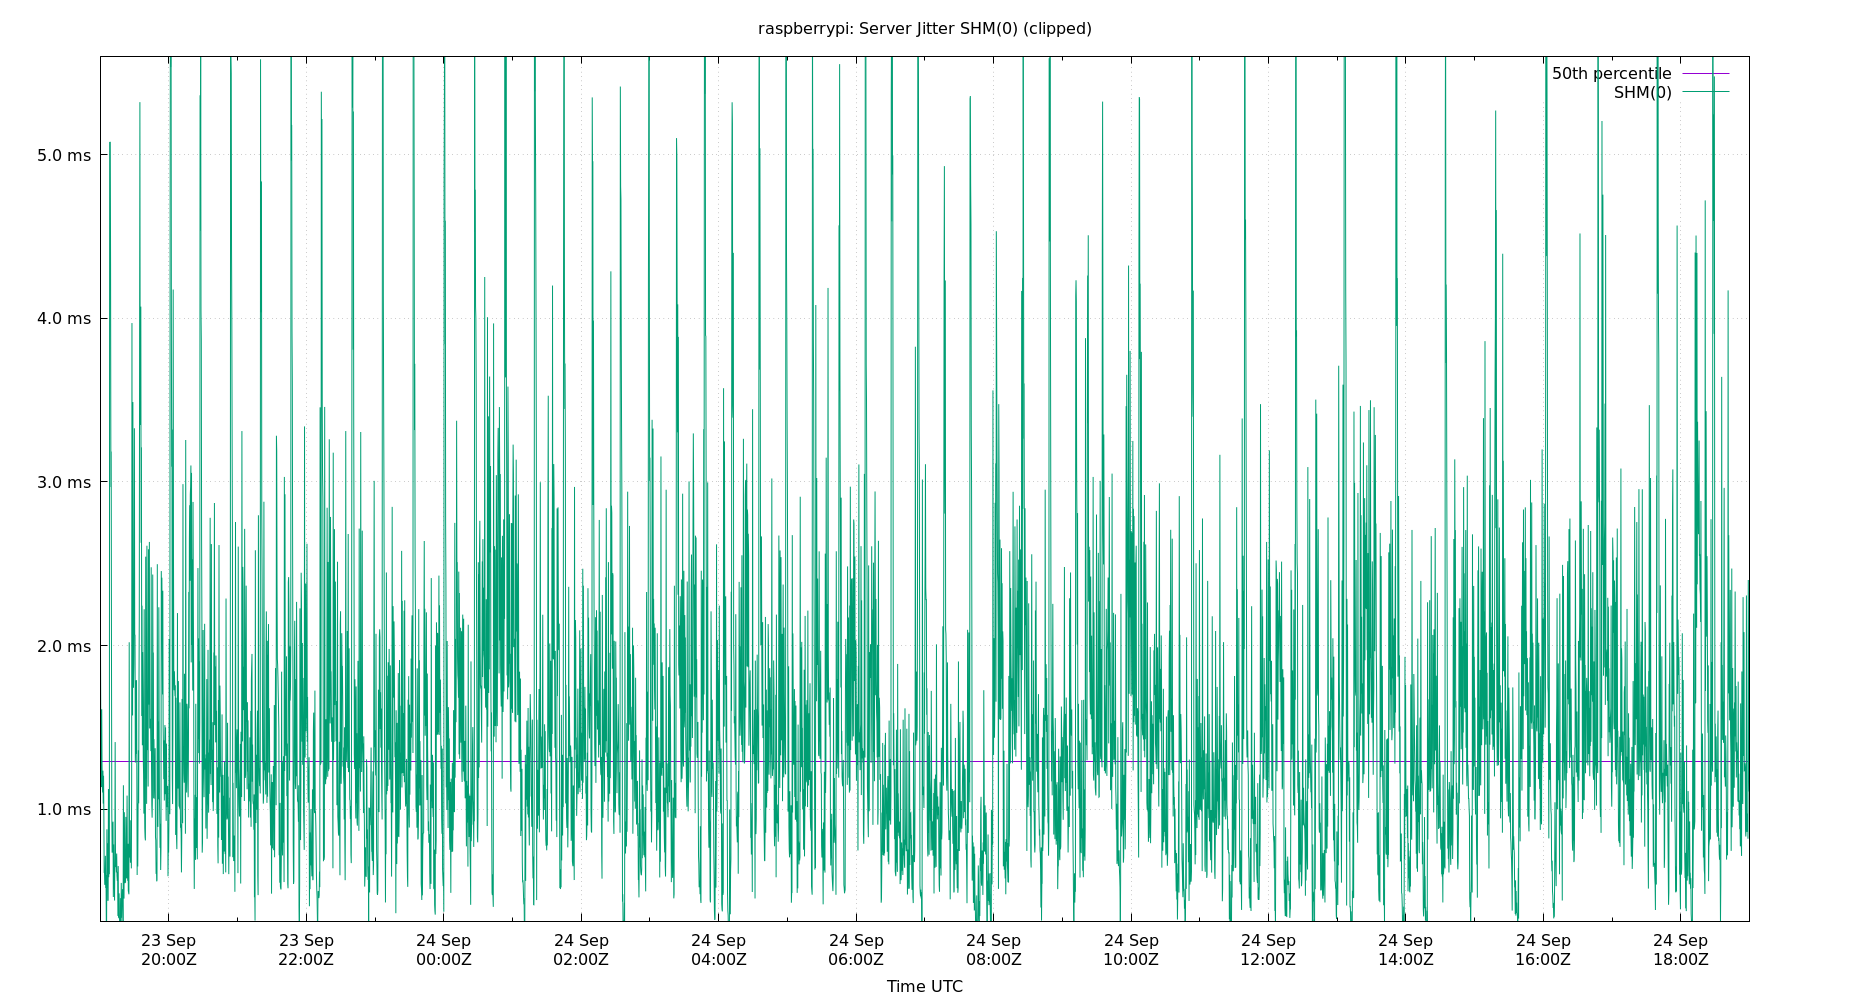 raspberrypi: Server Jitter SHM(0) (clipped)
50th percentile
SHM(0)
5.0 ms
4.0 ms
3.0 ms
2.0 ms
1.0 ms
23 Sep 23 Sep 24 Sep 24 Sep 24 Sep 24 Sep 24 Sep 24 Sep 24 Sep 24 Sep 24 Sep 24 Sep
20:00Z 22:00Z 00:00Z 02:00Z 04:00Z 06:00Z 08:00Z 10:00Z 12:00Z 14:00Z 16:00Z 18:00Z
Time UTC